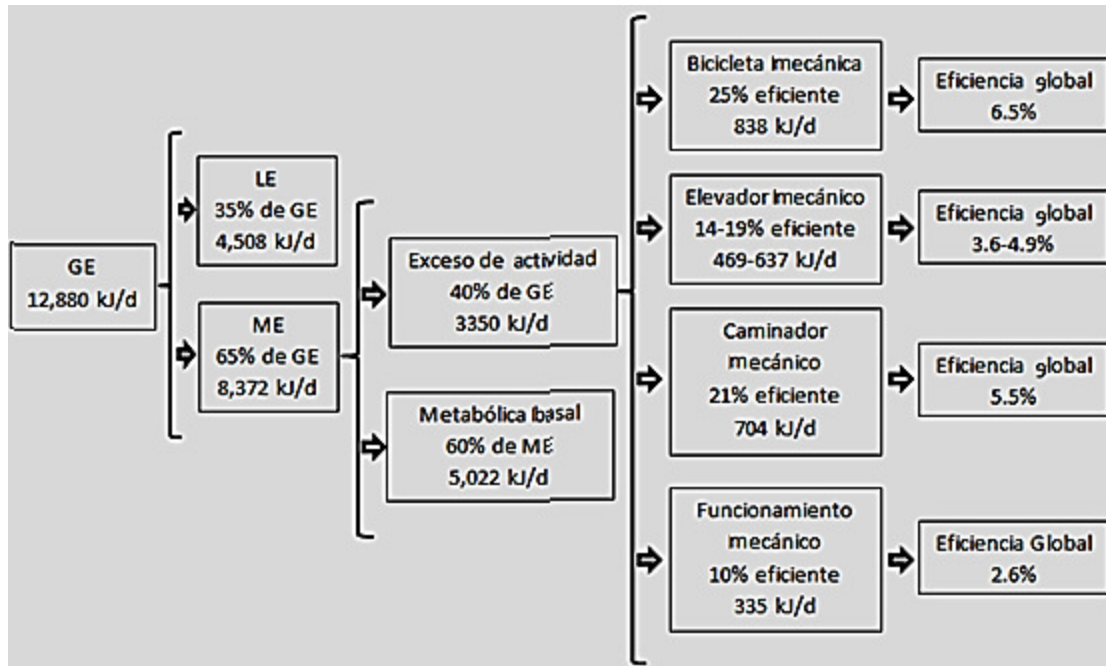 GE
12,880 kJ/d
LE
35% de GE
4,508 kJ/d
ME
65% de GE
8,372 kJ/d
Exceso de actividad
40% de GE
3350 kJ/d
Metabólica basal
60% de ME
5,022 kJ/d
Bicicleta mecánica
25% eficiente
838 kJ/d
Eficiencia global
6.5%
Elevador mecánico
14-19% eficiente
469-637 kJ/d
Eficiencia global
3.6-4.9%
Caminador
mecánico
21% eficiente
704 kJ/d
Eficiencia global
5.5%
Funcionamiento
mecánico
10% eficiente
335 kJ/d
Eficiencia Global
2.6%